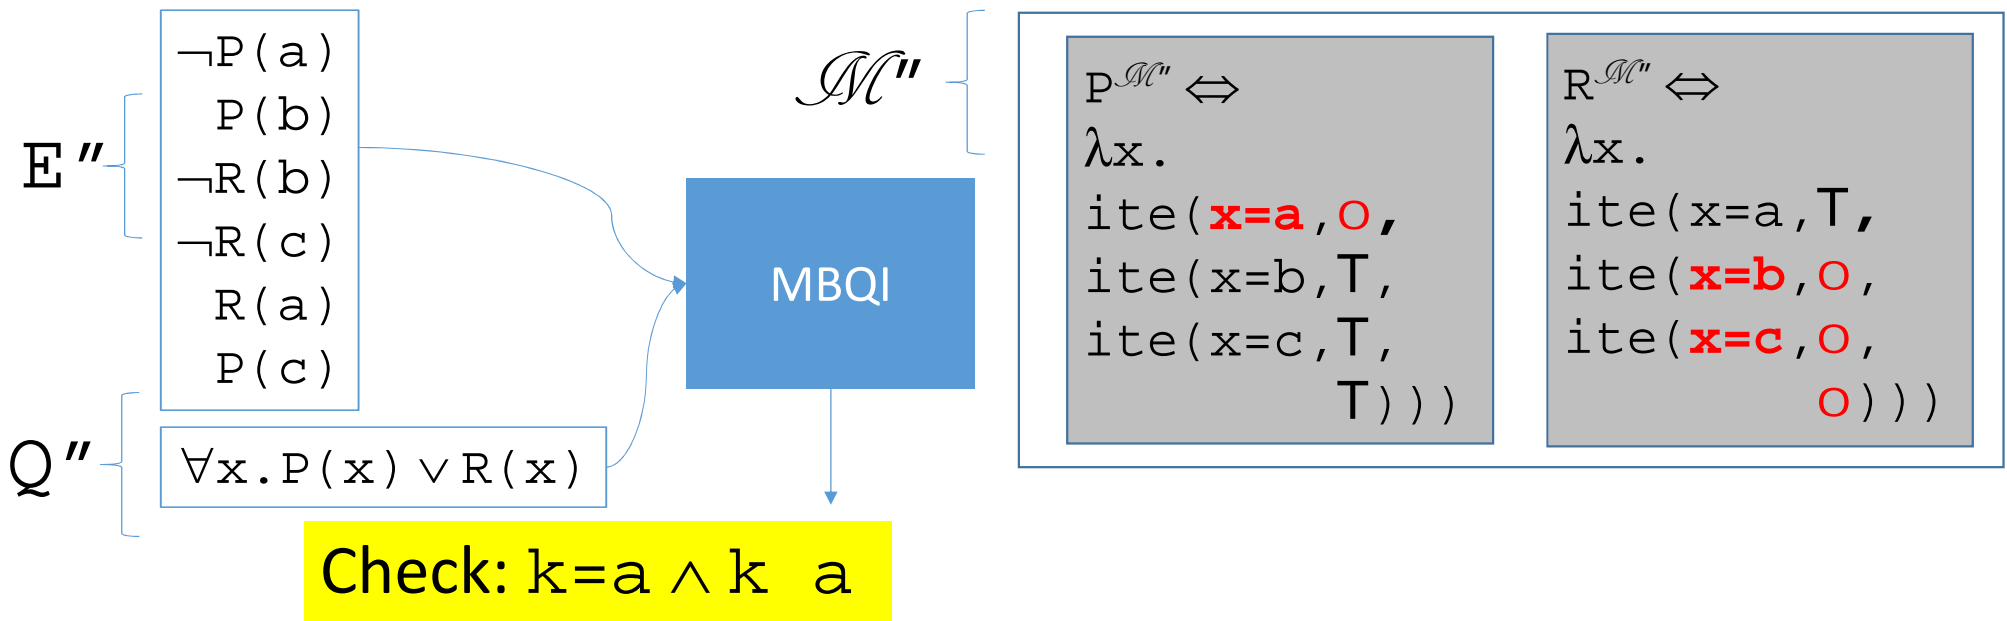 E″
¬P(a)
P(b)
¬R(b)
¬R(c)
R(a)
P(c)
Q″
∀x.P(x)∨R(x)
MBQI
Check: k=a ∧ k a
ℳ″
P^ℳ″ ⇔
λx.
ite(x=a,O,
ite(x=b,T,
ite(x=c,T,
T)))
R^ℳ″ ⇔
λx.
ite(x=a,T,
ite(x=b,O,
ite(x=c,O,
O)))